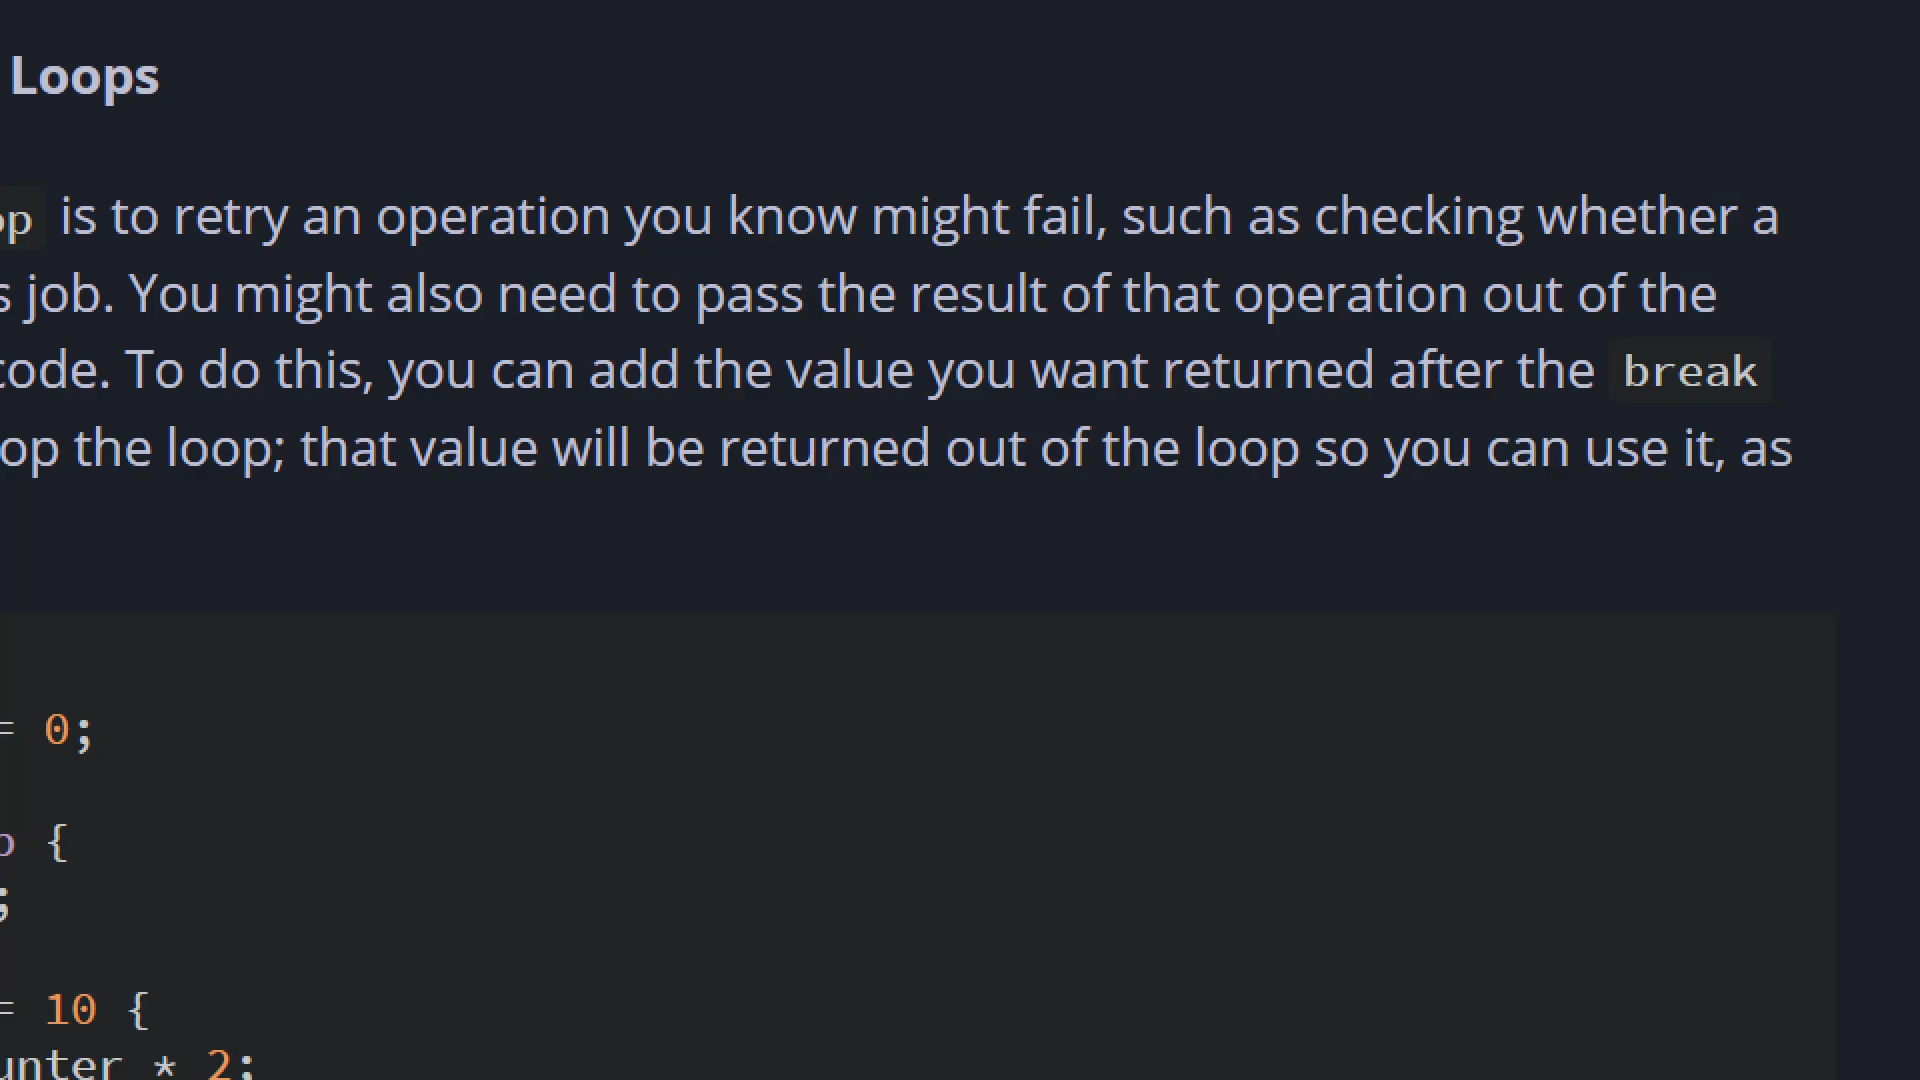 Loops
op is to retry an operation you know might fail, such as checking whether a
s job. You might also need to pass the result of that operation out of the
code. To do this, you can add the value you want returned after the break
op the loop; that value will be returned out of the loop so you can use it, as
= 0;
p {
;
= 10 {
unter * 2;